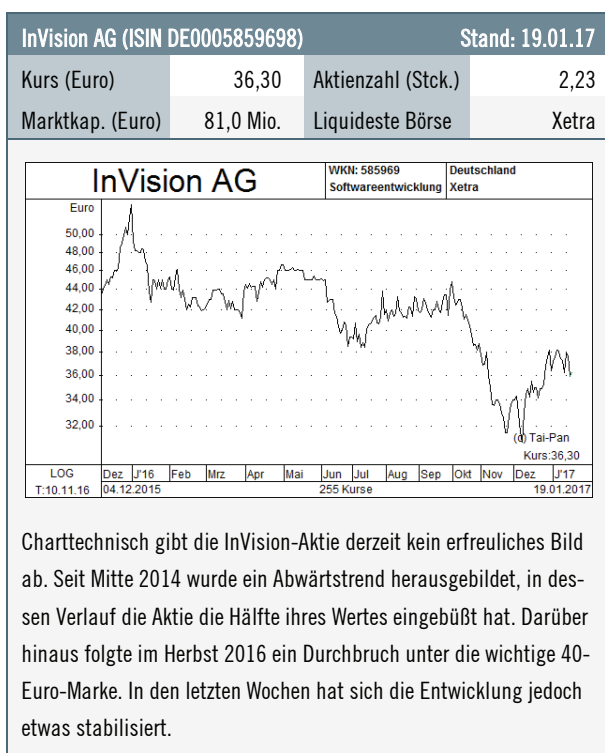 InVision AG (ISIN DE0005859698) Stand: 19.01.17
Kurs (Euro) 36,30 Aktienzahl (Stck.) 2,23
Marktkap. (Euro) 81,0 Mio. Liquideste Börse Xetra
InVision AG
WKN: 585969 Deutschland
Softwareentwicklung Xetra
Euro
50,00
48,00
46,00
44,00
42,00
40,00
38,00
36,00
34,00
32,00
(c) Tai-Pan
Kurs:36,30
LOG Dez J'16 Feb Mrz Apr Mai Jun Jul Aug Sep Okt Nov Dez J'17
T:10.11.16 04.12.2015 255 Kurse 19.01.2017
Charttechnisch gibt die InVision-Aktie derzeit kein erfreuliches Bild
ab. Seit Mitte 2014 wurde ein Abwärtstrend herausgebildet, in des-
sen Verlauf die Aktie die Hälfte ihres Wertes eingebüßt hat. Darüber
hinaus folgte im Herbst 2016 ein Durchbruch unter die wichtige 40-
Euro-Marke. In den letzten Wochen hat sich die Entwicklung jedoch
etwas stabilisiert.